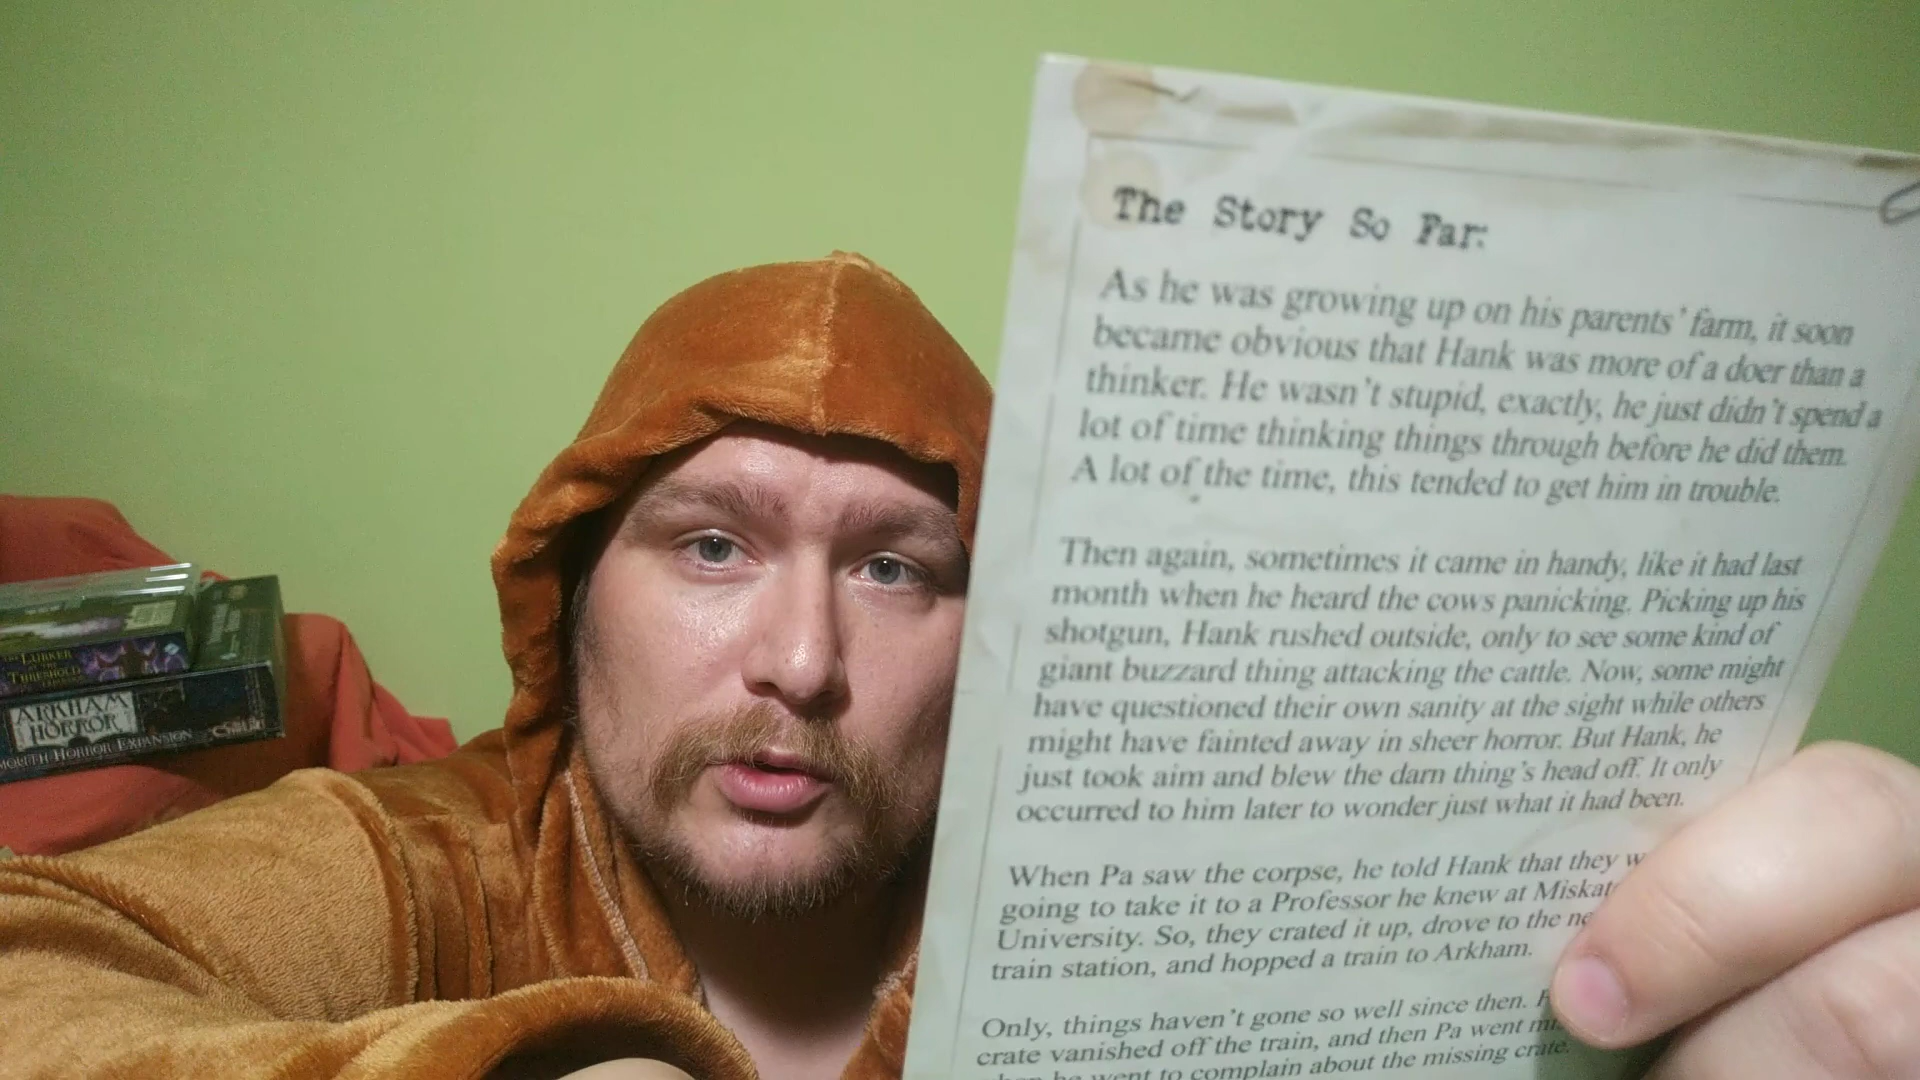 The Story So Far:
As he was growing up on his parents' farm, it soon
became obvious that Hank was more of a doer than a
thinker. He wasn't stupid, exactly, he just didn't spend a
lot of time thinking things through before he did them.
A lot of the time, this tended to get him in trouble.
Then again, sometimes it came in handy, like it had last
month when he heard the cows panicking. Picking up his
shotgun, Hank rushed outside, only to see some kind of
giant buzzard thing attacking the cattle. Now, some might
have questioned their own sanity at the sight while others
might have fainted away in sheer horror. But Hank, he
just took aim and blew the darn thing's head off. It only
occurred to him later to wonder just what it had been.
When Pa saw the corpse, he told Hank that they w
going to take it to a Professor he knew at Miskat
University. So, they crated it up, drove to the ne
train station, and hopped a train to Arkham.
Only, things haven't gone so well since then.
crate vanished off the train, and then Pa went mi
he went to complain about the missing crate.
THE LURKER
AT THE
THRESHOLD
ARKHAM
HORROR
MOUTH HORROR EXPANSION